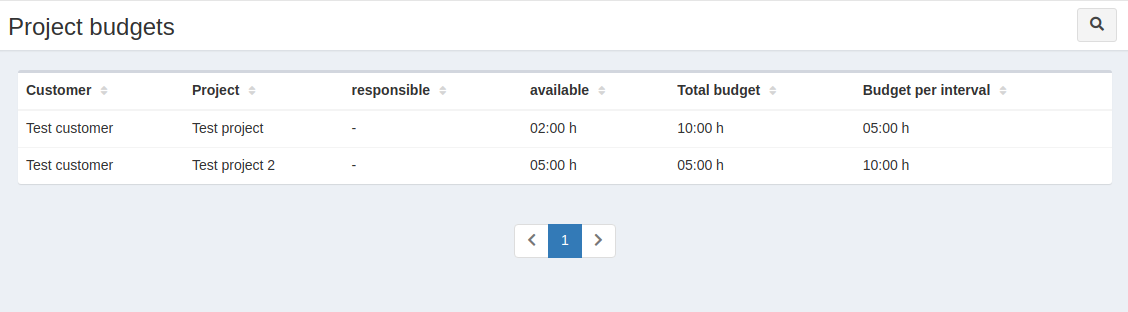 Project budgets
Customer Project responsible available Total budget Budget per interval
Test customer Test project - 02:00 h 10:00 h 05:00 h
Test customer Test project 2 - 05:00 h 05:00 h 10:00 h
1